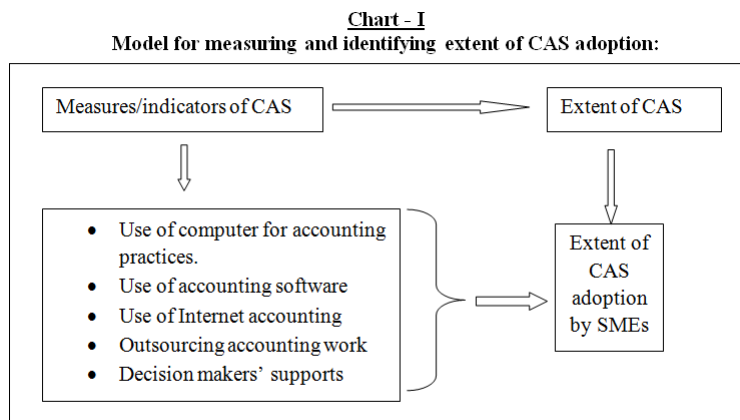 Chart - I
Model for measuring and identifying extent of CAS adoption:
Measures/indicators of CAS
Extent of CAS
• Use of computer for accounting
practices.
• Use of accounting software
• Use of Internet accounting
• Outsourcing accounting work
• Decision makers' supports
Extent of
CAS
adoption
by SMEs